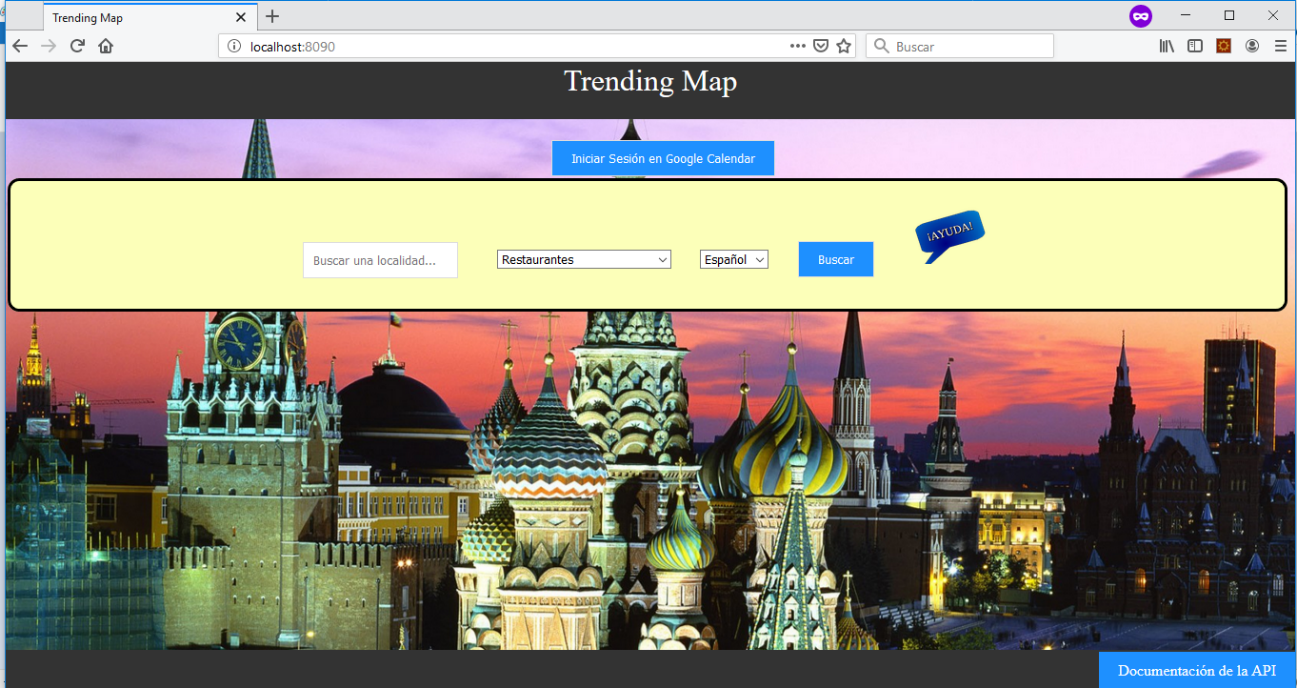 Trending Map
localhost:8090
Buscar
Trending Map
Iniciar Sesión en Google Calendar
¡AYUDA!
Buscar una localidad...
Restaurantes
Español
Buscar
Documentación de la API